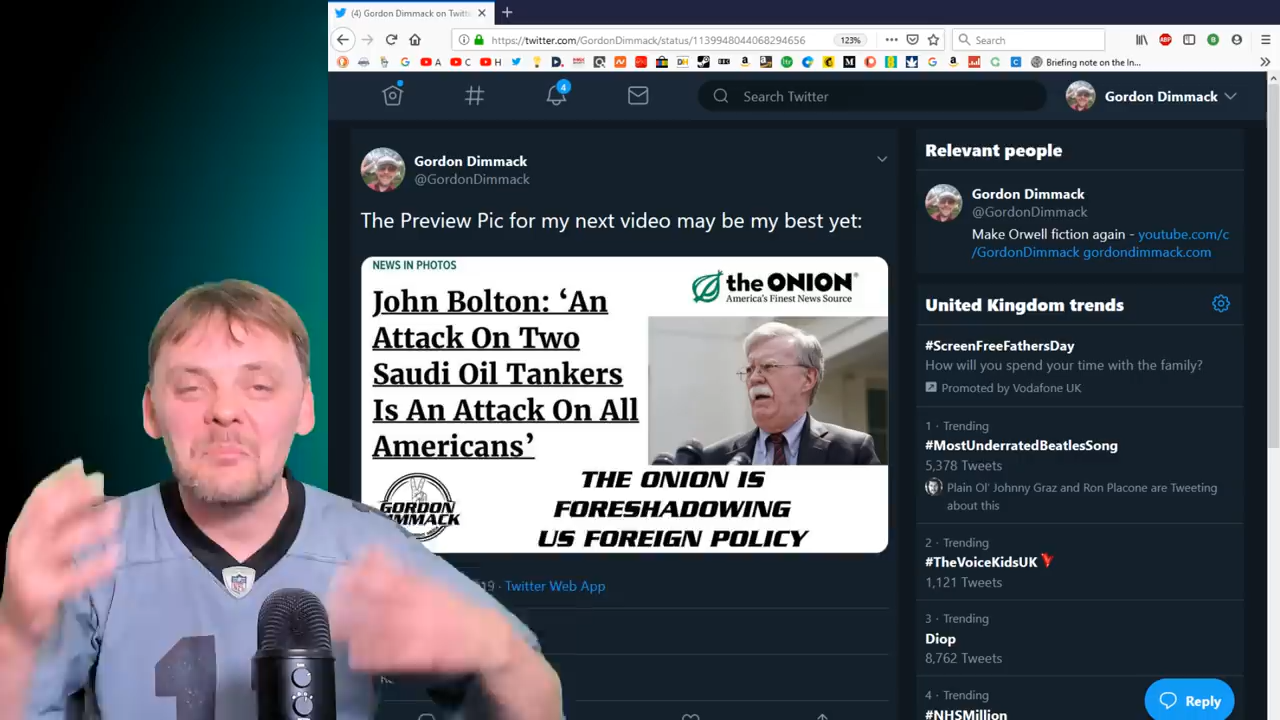 (4) Gordon Dimmack on Twitt
https://twitter.com/GordonDimmack/status/1139948044068294656
123%
Search
Briefing note on the In...
4
Search Twitter
Gordon Dimmack
Gordon Dimmack
@GordonDimmack
The Preview Pic for my next video may be my best yet:
NEWS IN PHOTOS
the ONION®
America's Finest News Source
John Bolton: ‘An
Attack On Two
Saudi Oil Tankers
Is An Attack On All
Americans’
GORDON
DIMMACK
THE ONION IS
FORESHADOWING
US FOREIGN POLICY
19 · Twitter Web App
Relevant people
Gordon Dimmack
@GordonDimmack
Make Orwell fiction again - youtube.com/c
/GordonDimmack gordondimmack.com
United Kingdom trends
#ScreenFreeFathersDay
How will you spend your time with the family?
Promoted by Vodafone UK
1 · Trending
#MostUnderratedBeatlesSong
5,378 Tweets
Plain Ol' Johnny Graz and Ron Placone are Tweeting
about this
2 · Trending
#TheVoiceKidsUK
1,121 Tweets
3 · Trending
Diop
8,762 Tweets
4 · Trending
#NHSMillion
Reply
NFL
1